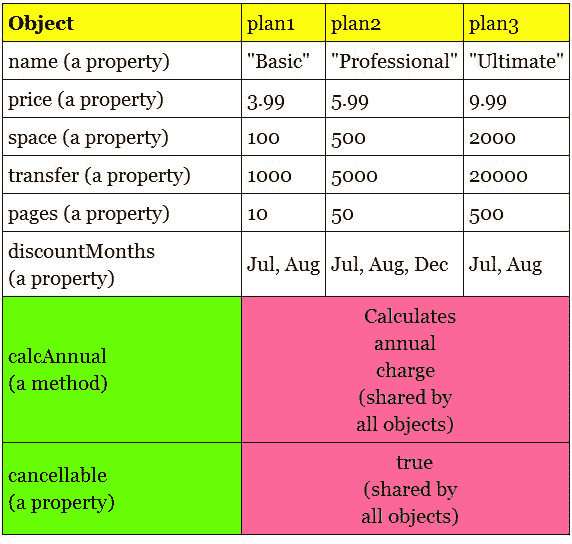 Object plan1 plan2 plan3
name (a property) "Basic" "Professional" "Ultimate"
price (a property) 3.99 5.99 9.99
space (a property) 100 500 2000
transfer (a property) 1000 5000 20000
pages (a property) 10 50 500
discountMonths
(a property) Jul, Aug Jul, Aug, Dec Jul, Aug
calcAnnual
(a method)
Calculates
annual
charge
(shared by
all objects)
cancellable
(a property)
true
(shared by
all objects)